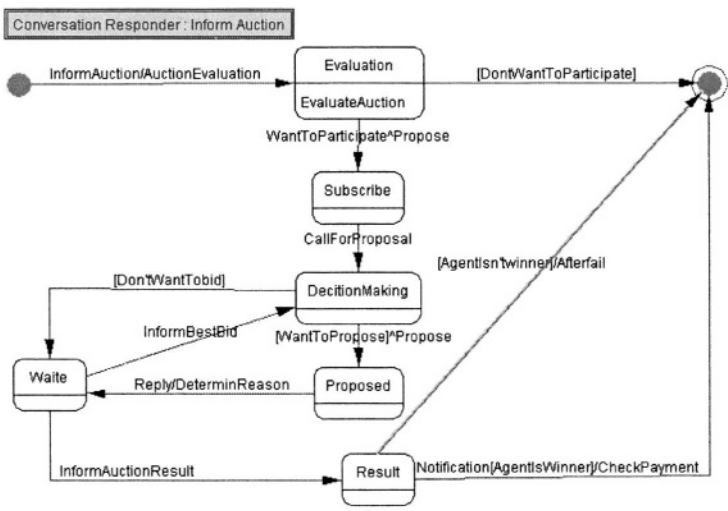 Conversation Responder : Inform Auction
InformAuction/AuctionEvaluation
Evaluation
[DontWantToParticipate]
EvaluateAuction
WantToParticipate^Propose
Subscribe
CallForProposal
[AgentIsn'twinner]/Afterfail
[Don'tWantTobid]
DecitionMaking
InformBestBid
[WantToPropose]^Propose
Waite
Reply/DeterminReason
Proposed
InformAuctionResult
Result
Notification[AgentIsWinner]/CheckPayment